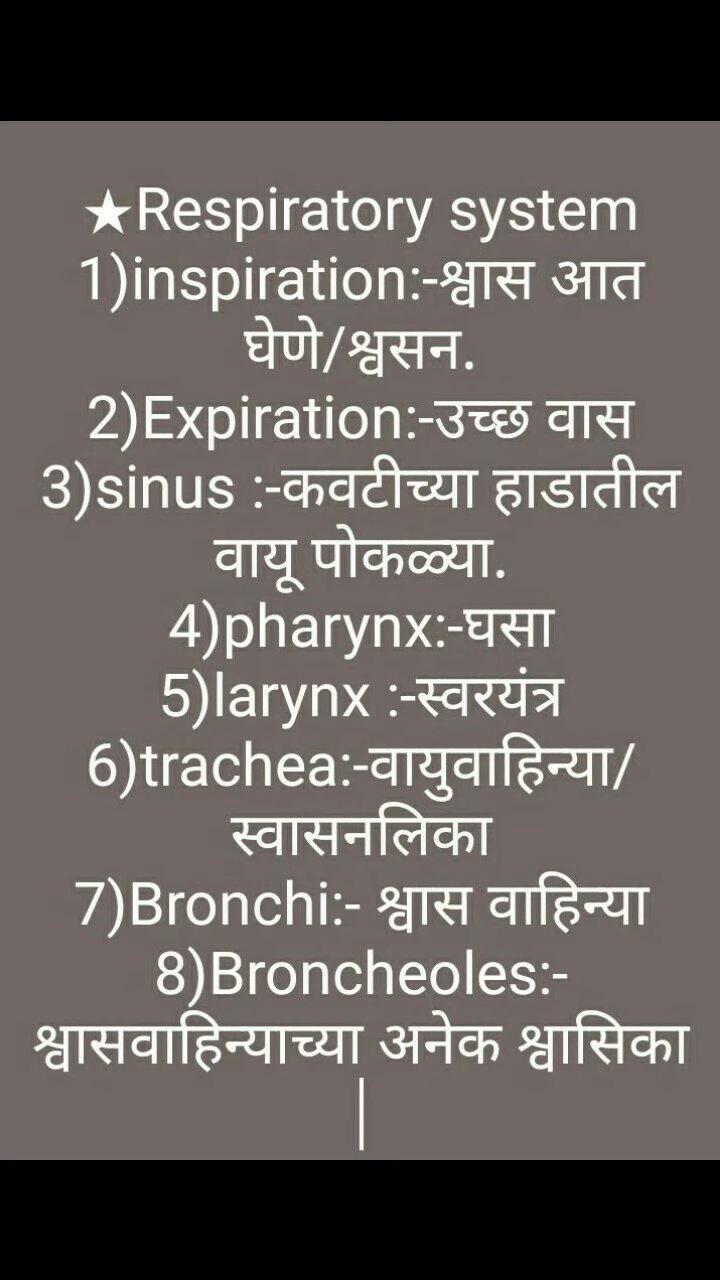 ★Respiratory system
1)inspiration:-श्वास आत
घेणे/श्वसन.
2)Expiration:-उच्छ वास
3)sinus :-कवटीच्या हाडातील
वायू पोकळ्या.
4)pharynx:-घसा
5)larynx :-स्वरयंत्र
6)trachea:-वायुवाहिन्या/
स्वासनलिका
7)Bronchi:- श्वास वाहिन्या
8)Broncheoles:-
श्वासवाहिन्याच्या अनेक श्वासिका